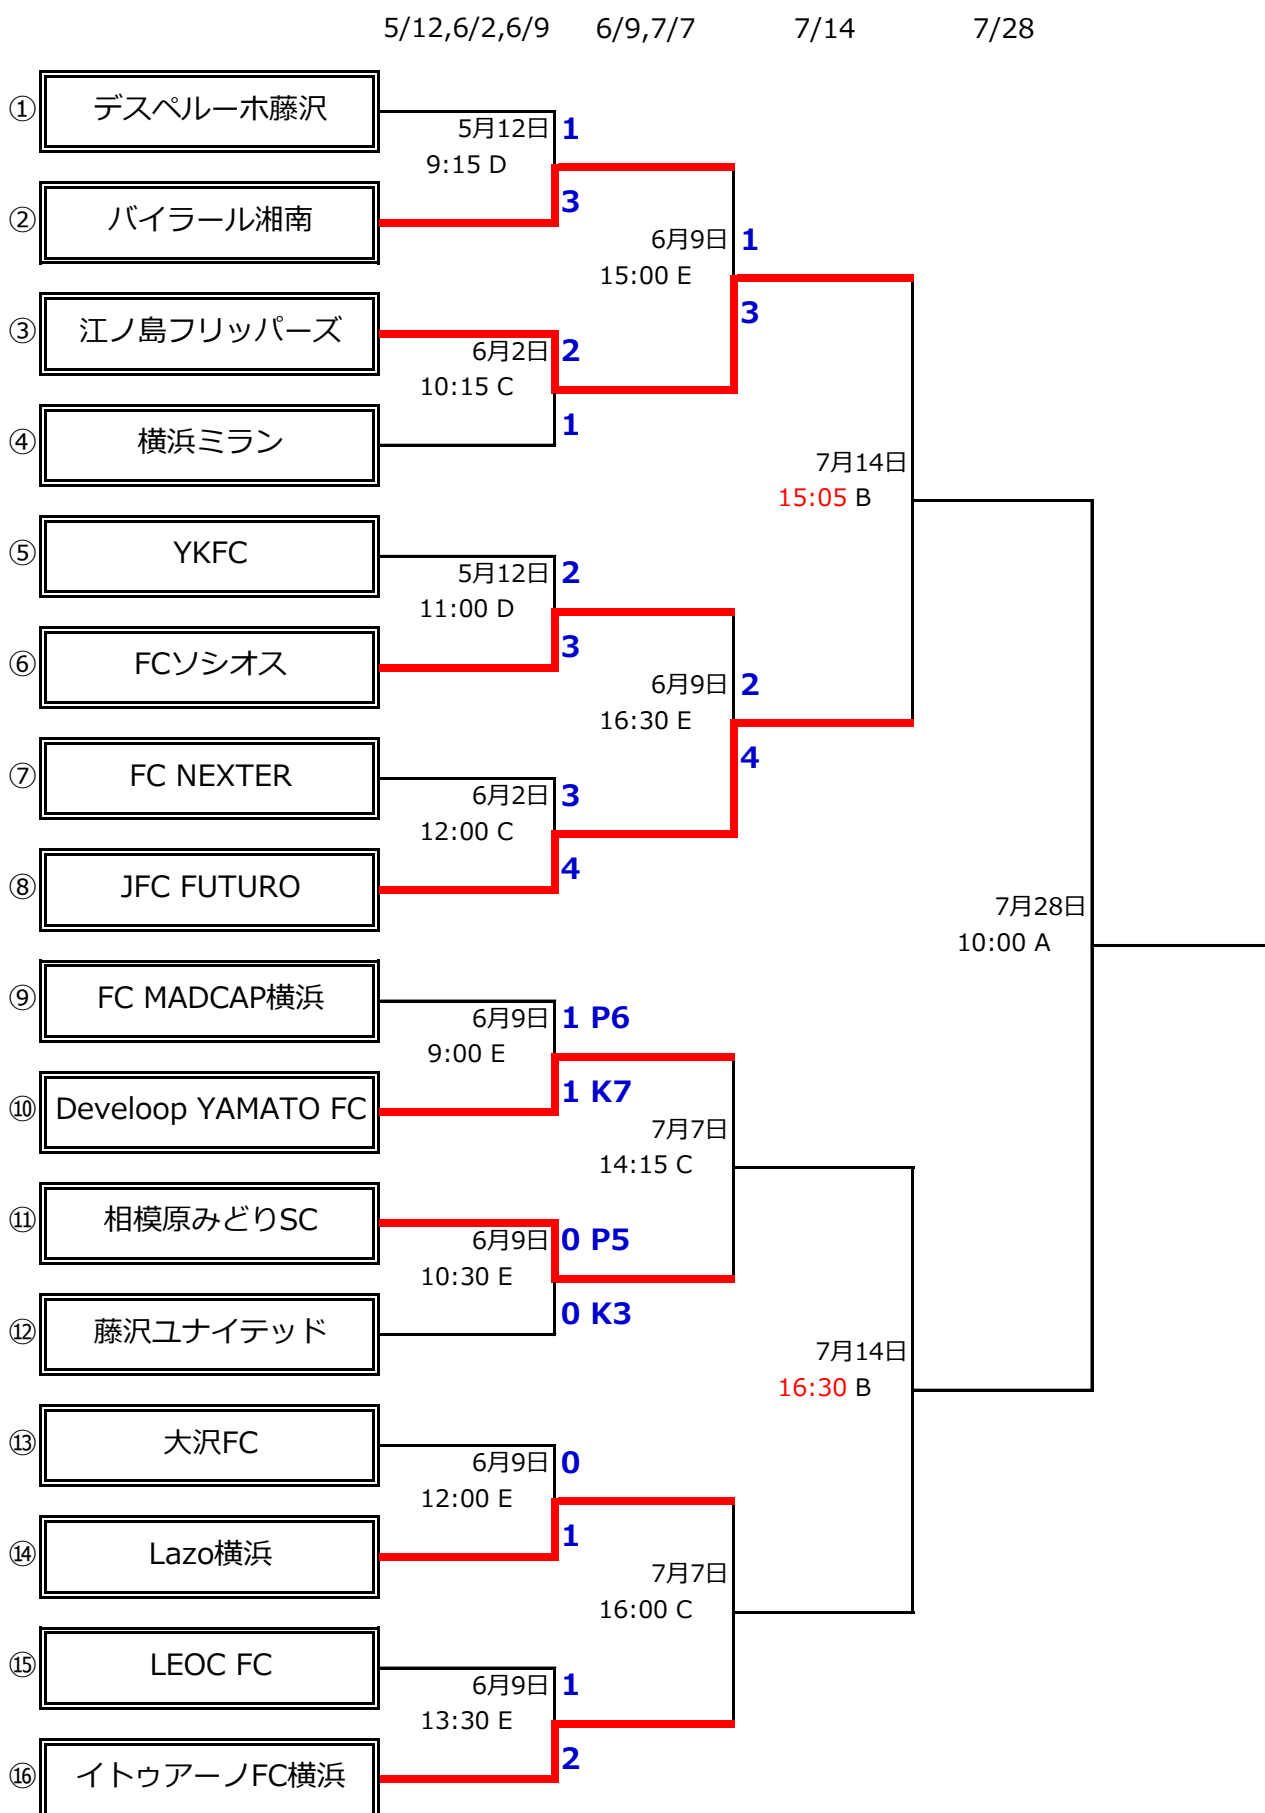 5/12,6/2,6/9 6/9,7/7 7/14 7/28
① デスペルーホ藤沢
5月12日 1
9:15 D
② バイラール湘南
3
6月9日 1
15:00 E
3
③ 江ノ島フリッパーズ
6月2日 2
10:15 C
④ 横浜ミラン
1
7月14日
15:05 B
⑤ YKFC
5月12日 2
11:00 D
⑥ FCソシオス
3
6月9日 2
16:30 E
4
⑦ FC NEXTER
6月2日 3
12:00 C
⑧ JFC FUTURO
4
7月28日
10:00 A
⑨ FC MADCAP横浜
6月9日 1 P6
9:00 E
⑩ Develoop YAMATO FC
1 K7
7月7日
14:15 C
⑪ 相模原みどりSC
6月9日 0 P5
10:30 E
⑫ 藤沢ユナイテッド
0 K3
7月14日
16:30 B
⑬ 大沢FC
6月9日 0
12:00 E
⑭ Lazo横浜
1
7月7日
16:00 C
⑮ LEOC FC
6月9日 1
13:30 E
⑯ イトゥアーノFC横浜
2